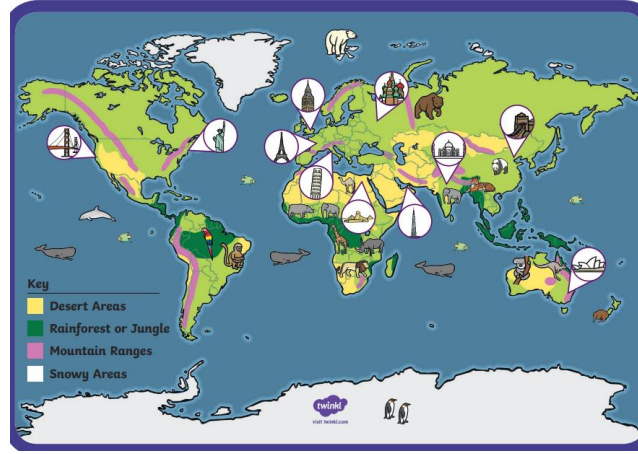 Key
Desert Areas
Rainforest or Jungle
Mountain Ranges
Snowy Areas
twinkl
visit twinkl.com